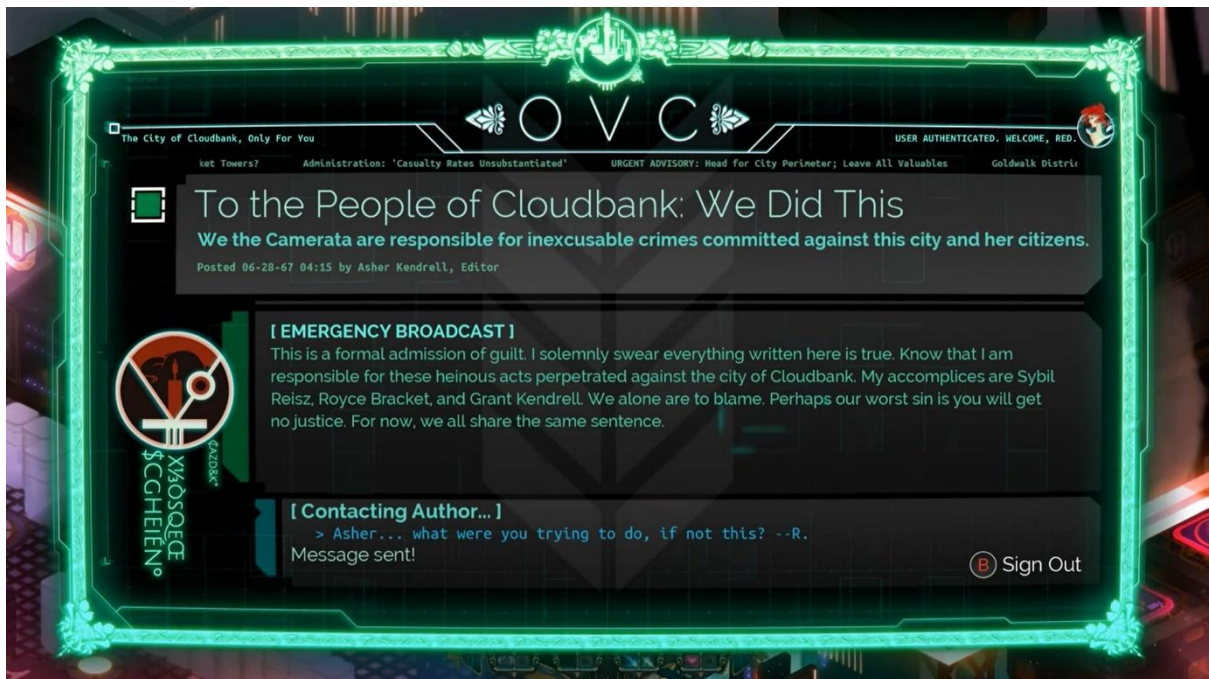 OVC
The City of Cloudbank, Only For You
USER AUTHENTICATED. WELCOME, RED.
ket Towers? Administration: 'Casualty Rates Unsubstantiated' URGENT ADVISORY: Head for City Perimeter; Leave All Valuables Goldwalk Distric
To the People of Cloudbank: We Did This
We the Camerata are responsible for inexcusable crimes committed against this city and her citizens.
Posted 06-28-67 04:15 by Asher Kendrell, Editor
[ EMERGENCY BROADCAST ]
This is a formal admission of guilt. I solemnly swear everything written here is true. Know that I am
responsible for these heinous acts perpetrated against the city of Cloudbank. My accomplices are Sybil
Reisz, Royce Bracket, and Grant Kendrell. We alone are to blame. Perhaps our worst sin is you will get
no justice. For now, we all share the same sentence.
[ Contacting Author... ]
> Asher... what were you trying to do, if not this? --R.
Message sent!
B Sign Out